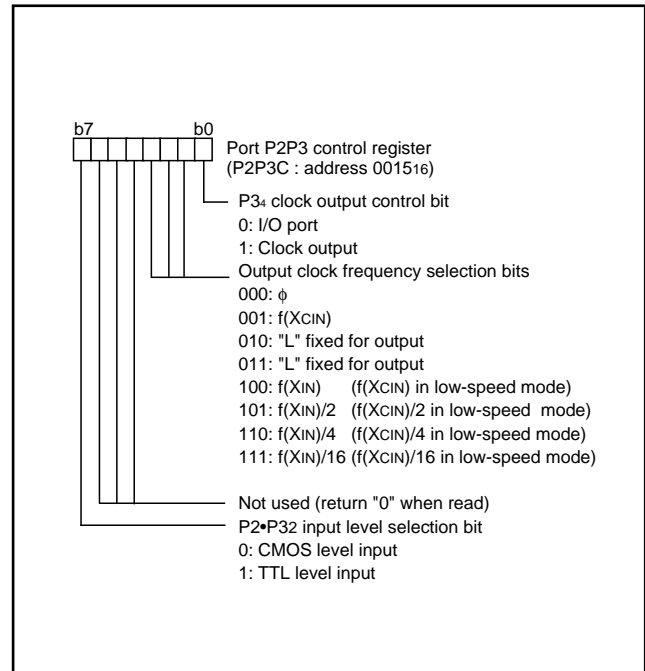 b7 b0
Port P2P3 control register
(P2P3C : address 001516)
P34 clock output control bit
0: I/O port
1: Clock output
Output clock frequency selection bits
000: ϕ
001: f(XCIN)
010: "L" fixed for output
011: "L" fixed for output
100: f(XIN) (f(XCIN) in low-speed mode)
101: f(XIN)/2 (f(XCIN)/2 in low-speed mode)
110: f(XIN)/4 (f(XCIN)/4 in low-speed mode)
111: f(XIN)/16 (f(XCIN)/16 in low-speed mode)
Not used (return "0" when read)
P2•P32 input level selection bit
0: CMOS level input
1: TTL level input